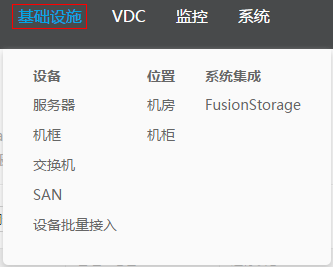 基础设施 VDC 监控 系统
设备 位置 系统集成
服务器 机房 FusionStorage
机框 机柜
交换机
SAN
设备批量接入